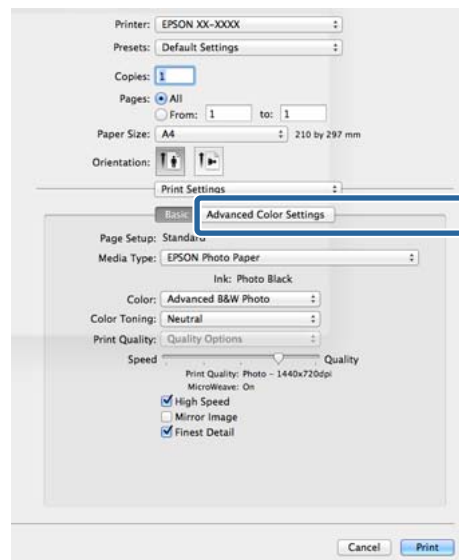 Printer: EPSON XX-XXXX
Presets: Default Settings
Copies: 1
Pages: All
From: 1 to: 1
Paper Size: A4 210 by 297 mm
Orientation:
Print Settings
Basic Advanced Color Settings
Page Setup: Standard
Media Type: EPSON Photo Paper
Ink: Photo Black
Color: Advanced B&W Photo
Color Toning: Neutral
Print Quality: Quality Options
Speed Quality
Print Quality: Photo - 1440x720dpi
MicroWeave: On
High Speed
Mirror Image
Finest Detail
Cancel Print